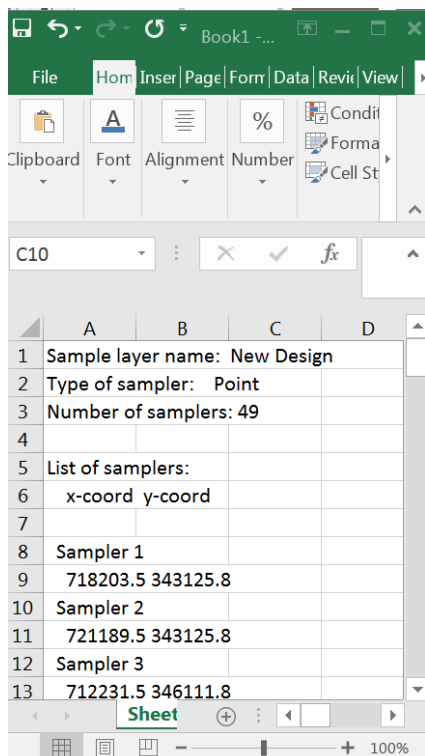 Book1 -...
File Hom Inser Page Forr Data Revie View
Clipboard Font Alignment Number
%
Condit
Forma
Cell St
C10 fx
A B C D
1 Sample layer name: New Design
2 Type of sampler: Point
3 Number of samplers: 49
4
5 List of samplers:
6 x-coord y-coord
7
8 Sampler 1
9 718203.5 343125.8
10 Sampler 2
11 721189.5 343125.8
12 Sampler 3
13 712231.5 346111.8
Sheet
100%